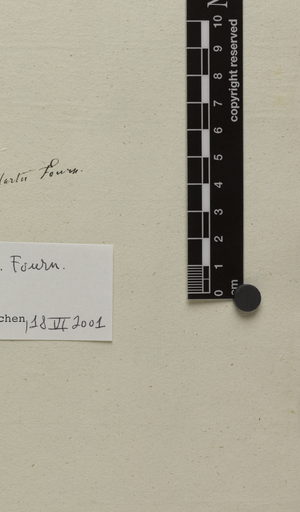 Fourn.
. Fourn.
chen, 18 VI 2001
copyright reserved
0 1 2 3 4 5 6 7 8 9 10
cm